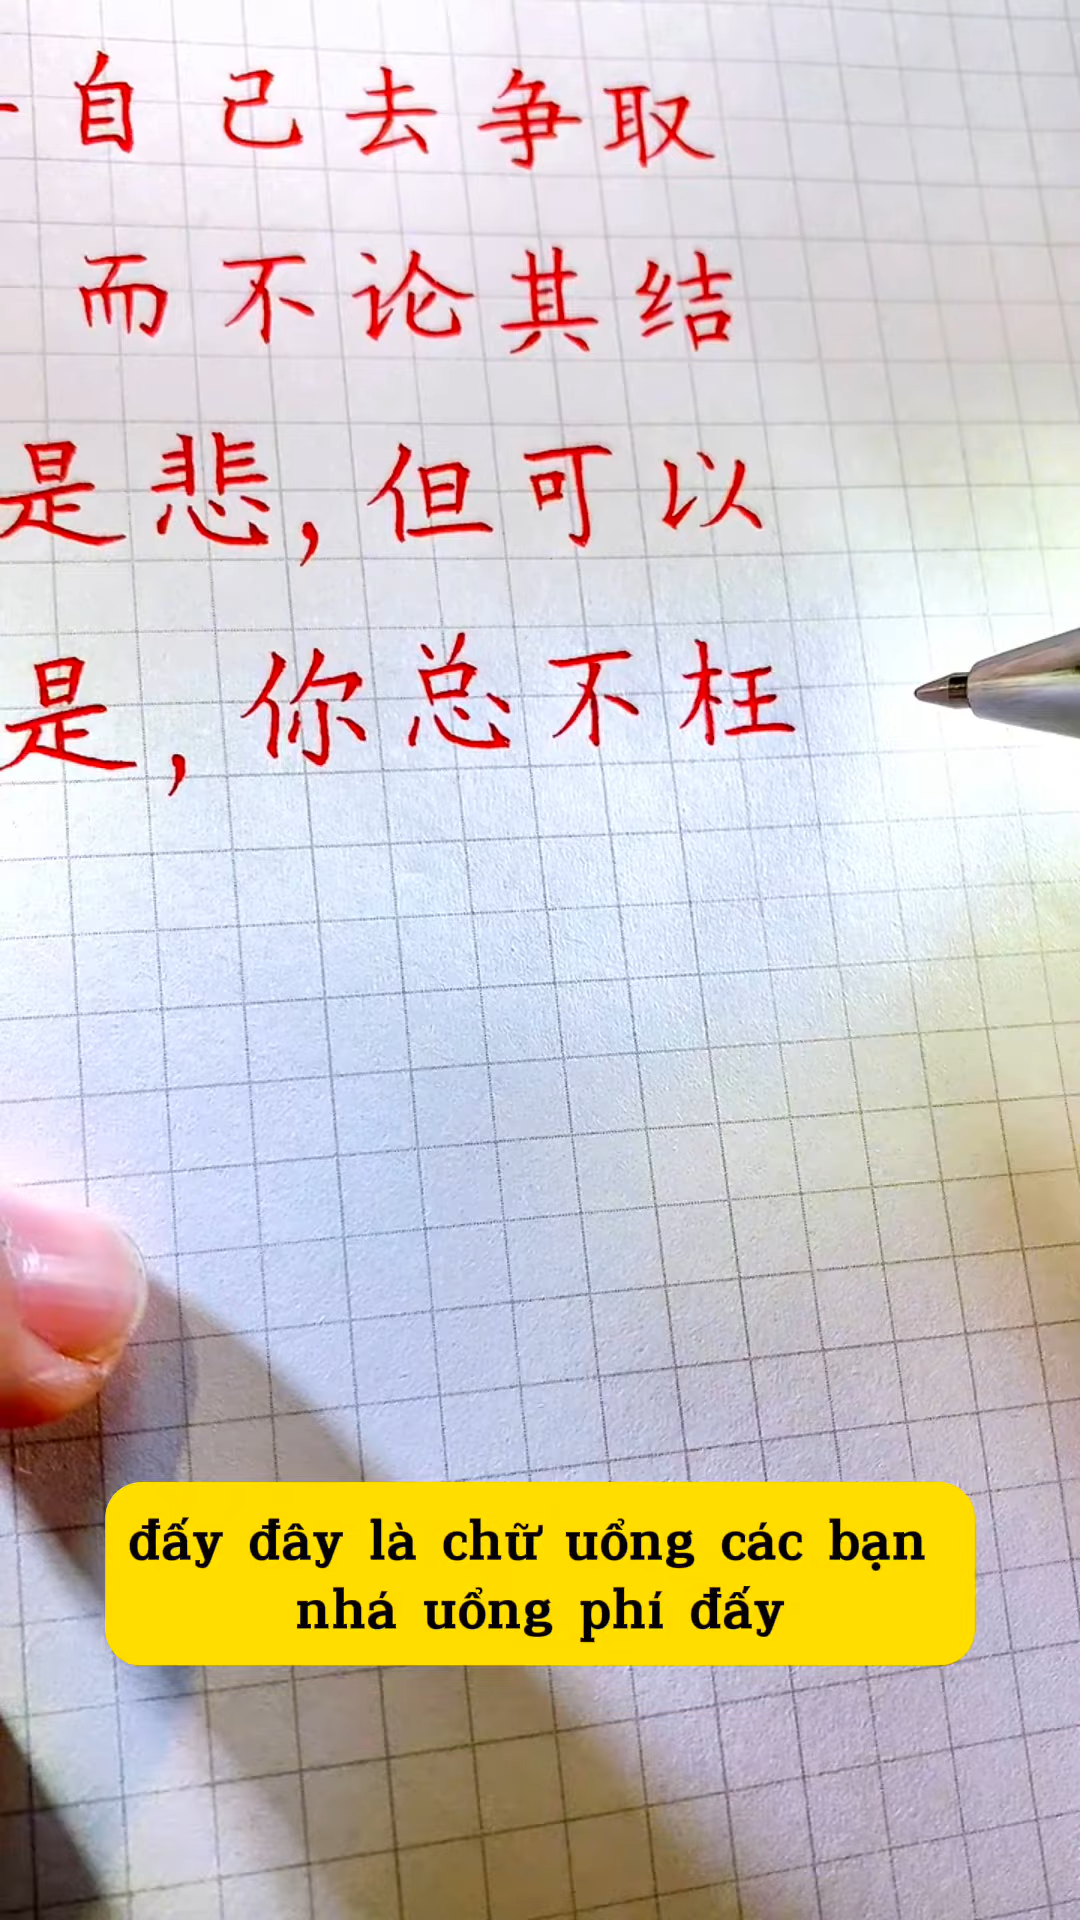 自己去争取
而不论其结
是悲,但可以
是,你总不枉
đấy đây là chữ uổng các bạn
nhá uổng phí đấy